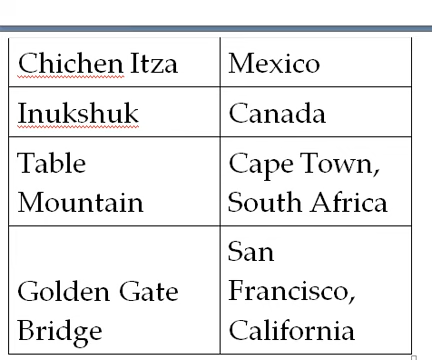 Chichen Itza Mexico
Inukshuk Canada
Table Cape Town,
Mountain South Africa
San
Golden Gate Francisco,
Bridge California